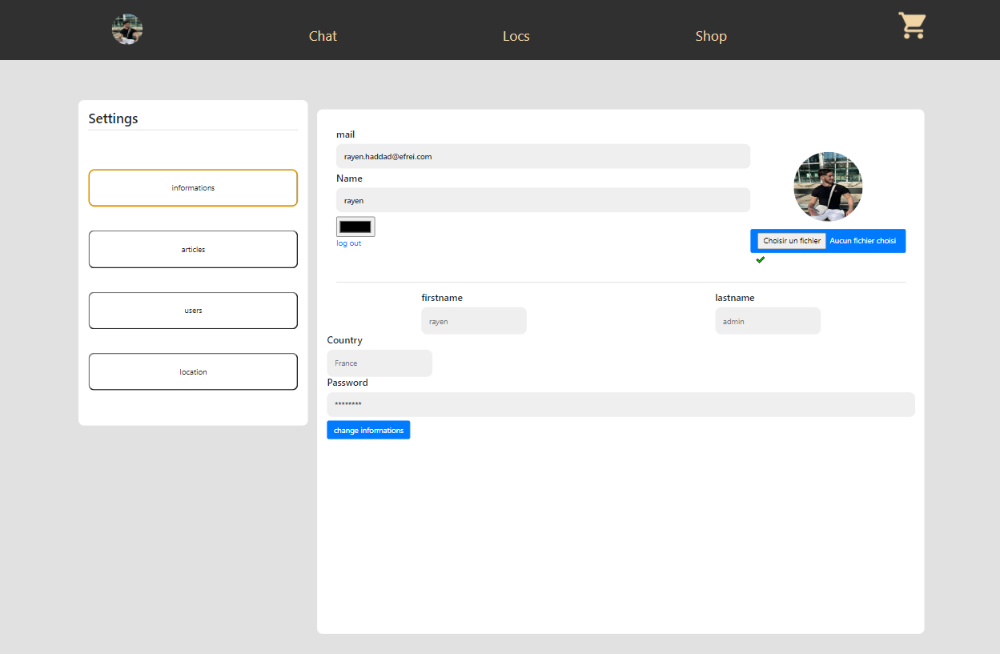 Chat
Locs
Shop
Settings
informations
articles
users
location
mail
rayen.haddad@efrei.com
Name
rayen
log out
Choisir un fichier Aucun fichier choisi
firstname
lastname
rayen
admin
Country
France
Password
********
change informations